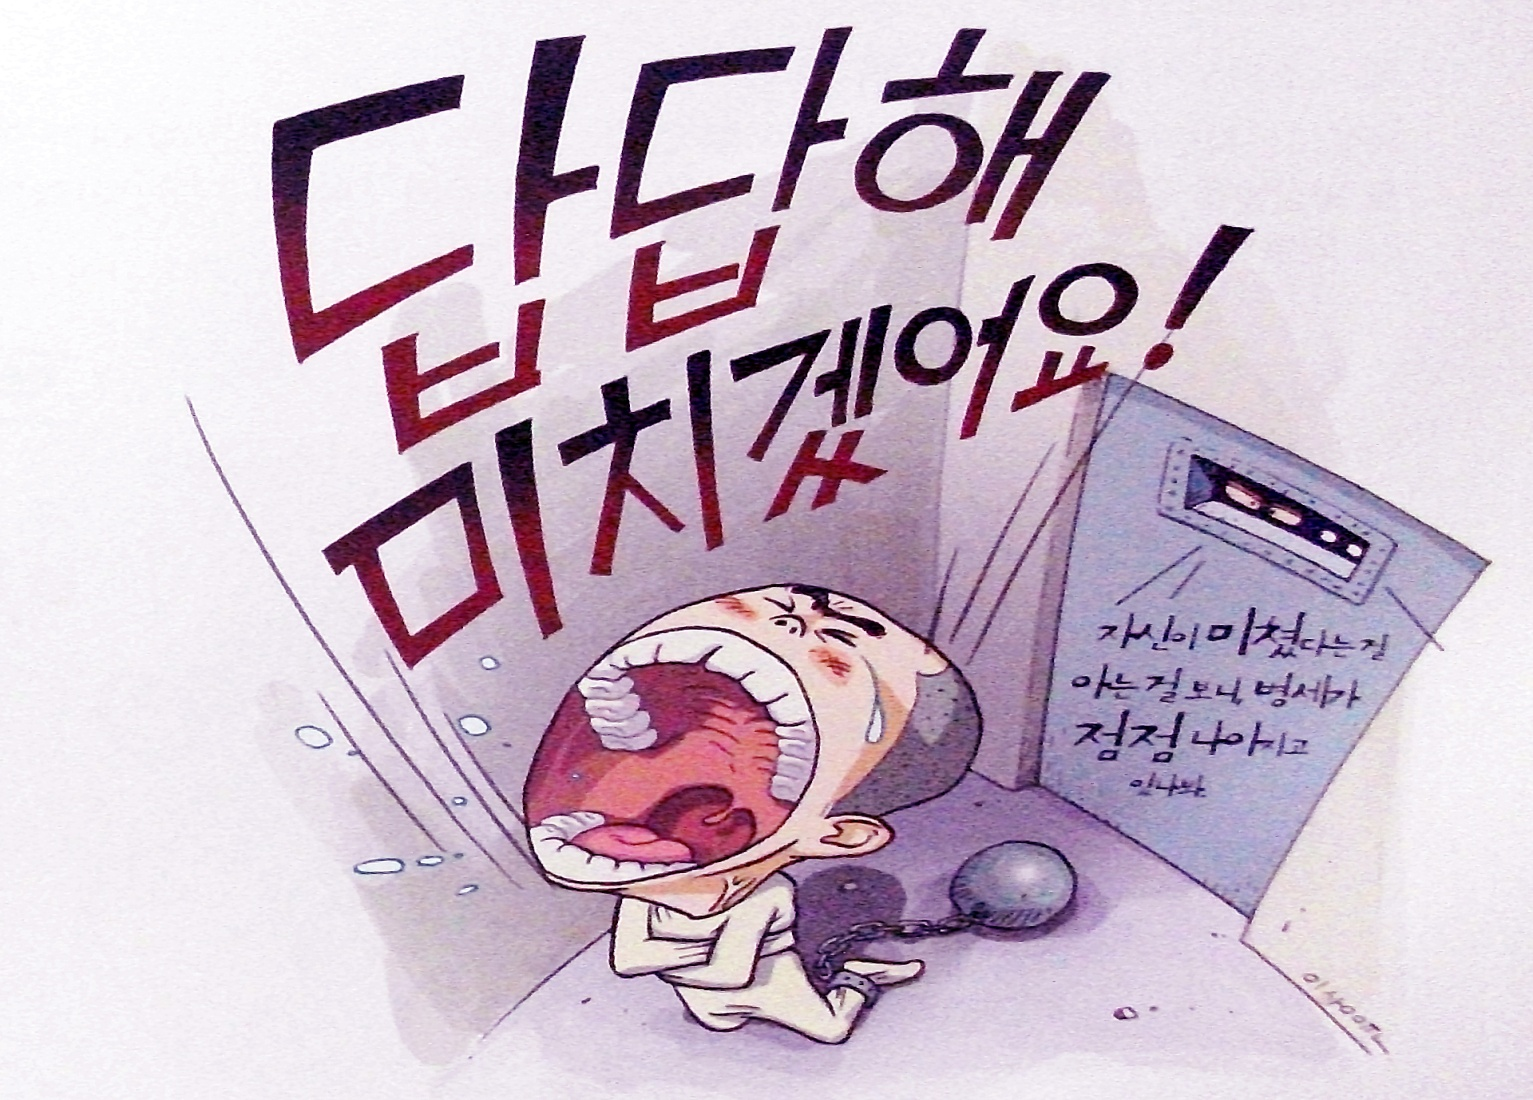 답답해
미치겠어요!
자신이 미쳤다는 걸
아는 걸 보니, 병세가
점점 나아지고
있나봐